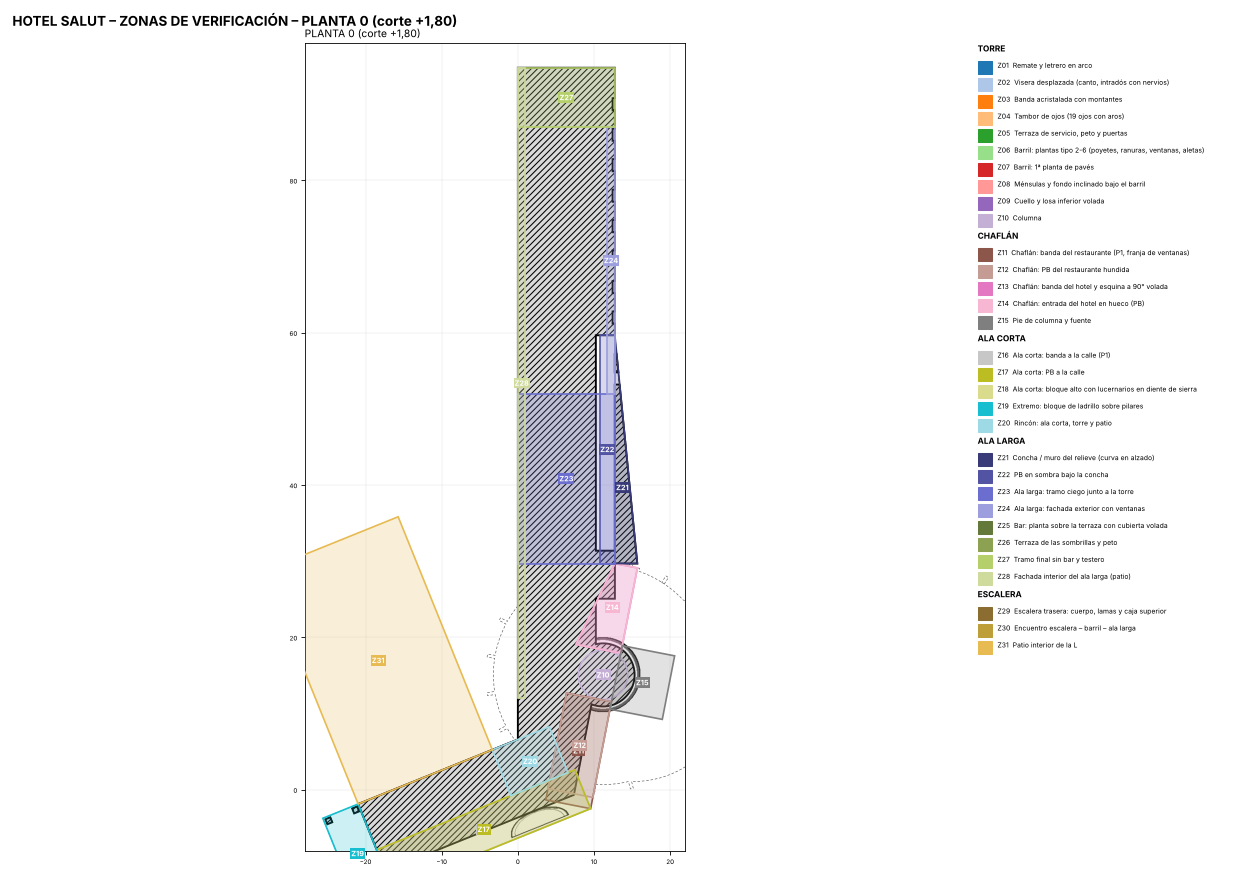 HOTEL SALUT – ZONAS DE VERIFICACIÓN – PLANTA 0 (corte +1,80)
PLANTA 0 (corte +1,80)
Z27
80
Z24
60
Z28
Z22
Z23
Z21
40
Z14
20
Z31
Z10
Z15
Z12
Z20
0
Z17
Z19
−20
−10
0
10
20
TORRE
Z01 Remate y letrero en arco
Z02 Visera desplazada (canto, intradós con nervios)
Z03 Banda acristalada con montantes
Z04 Tambor de ojos (19 ojos con aros)
Z05 Terraza de servicio, peto y puertas
Z06 Barril: plantas tipo 2-6 (poyetes, ranuras, ventanas, aletas)
Z07 Barril: 1ª planta de pavés
Z08 Ménsulas y fondo inclinado bajo el barril
Z09 Cuello y losa inferior volada
Z10 Columna
CHAFLÁN
Z11 Chaflán: banda del restaurante (P1, franja de ventanas)
Z12 Chaflán: PB del restaurante hundida
Z13 Chaflán: banda del hotel y esquina a 90° volada
Z14 Chaflán: entrada del hotel en hueco (PB)
Z15 Pie de columna y fuente
ALA CORTA
Z16 Ala corta: banda a la calle (P1)
Z17 Ala corta: PB a la calle
Z18 Ala corta: bloque alto con lucernarios en diente de sierra
Z19 Extremo: bloque de ladrillo sobre pilares
Z20 Rincón: ala corta, torre y patio
ALA LARGA
Z21 Concha / muro del relieve (curva en alzado)
Z22 PB en sombra bajo la concha
Z23 Ala larga: tramo ciego junto a la torre
Z24 Ala larga: fachada exterior con ventanas
Z25 Bar: planta sobre la terraza con cubierta volada
Z26 Terraza de las sombrillas y peto
Z27 Tramo final sin bar y testero
Z28 Fachada interior del ala larga (patio)
ESCALERA
Z29 Escalera trasera: cuerpo, lamas y caja superior
Z30 Encuentro escalera – barril – ala larga
Z31 Patio interior de la L